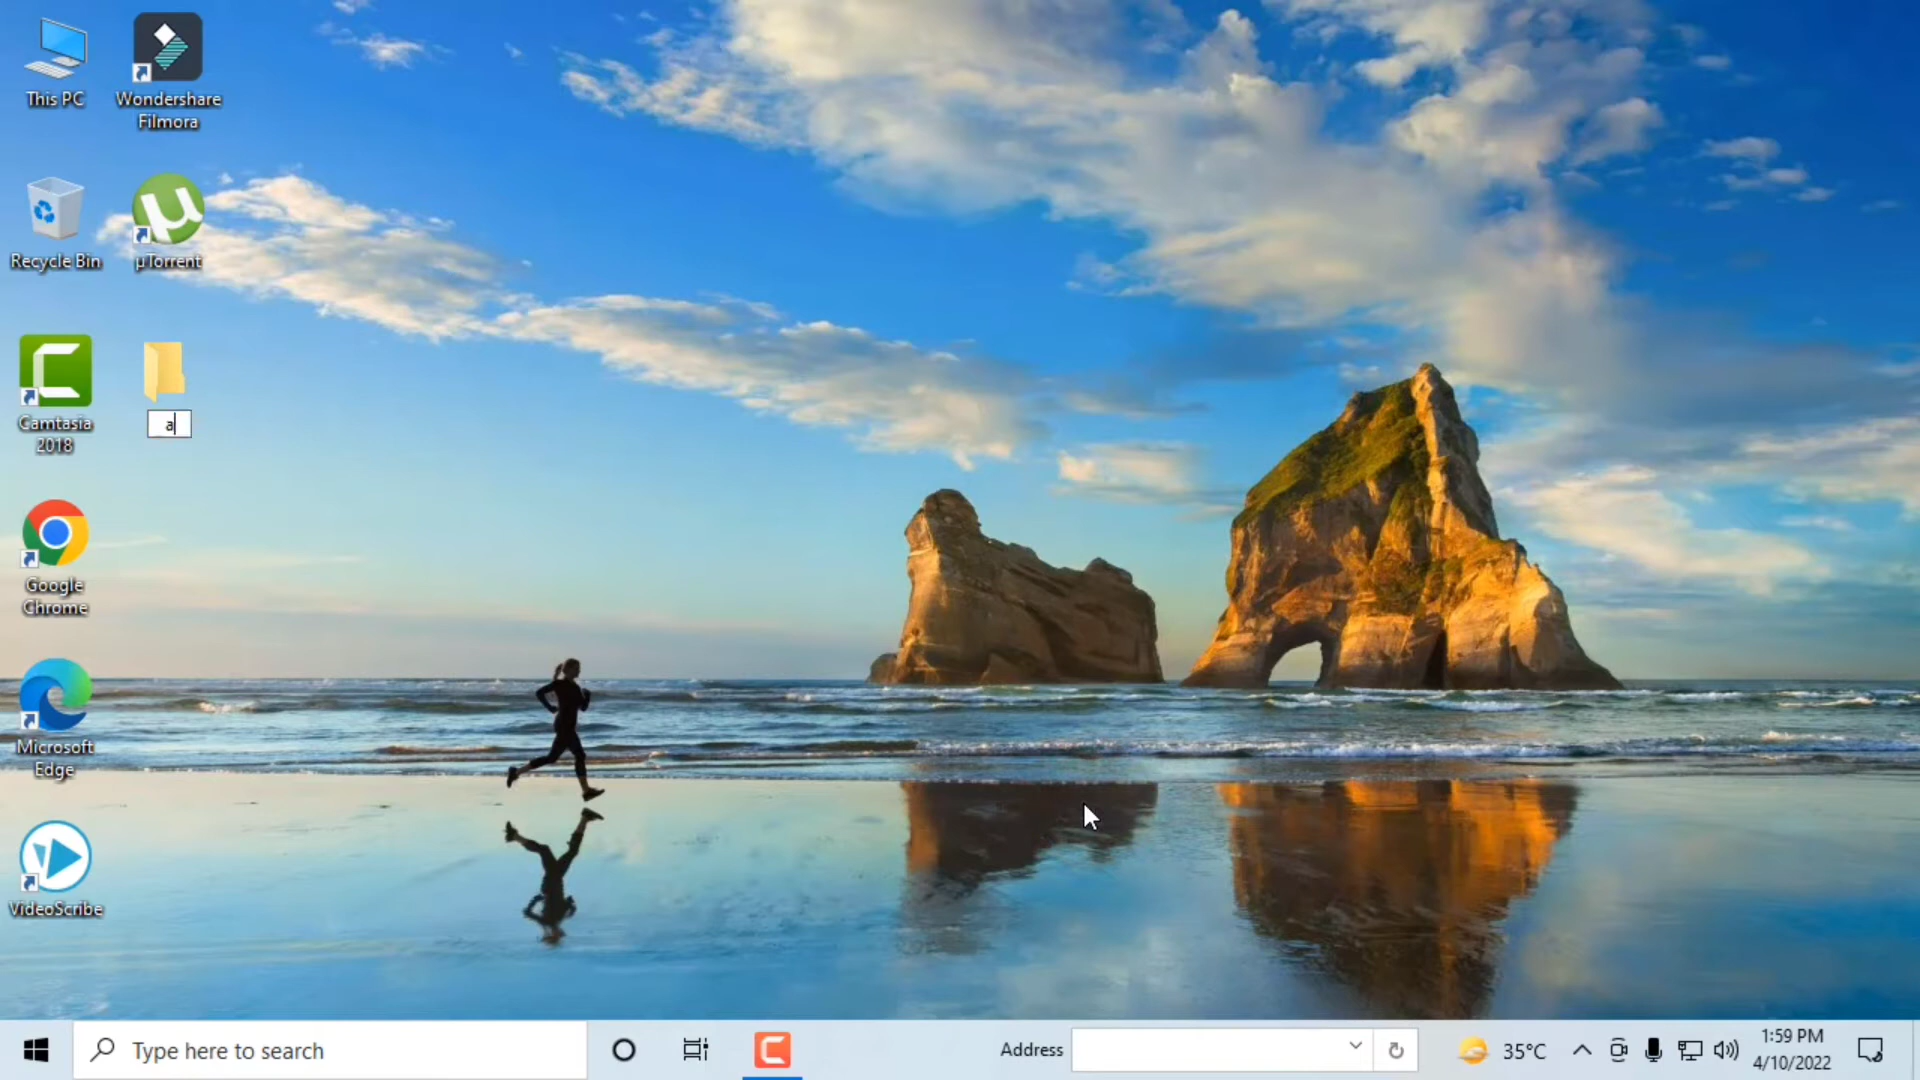 This PC
Wondershare
Filmora
Recycle Bin
µTorrent
Camtasia
2018
a
Google
Chrome
Microsoft
Edge
VideoScribe
Type here to search
Address
35°C
1:59 PM
4/10/2022